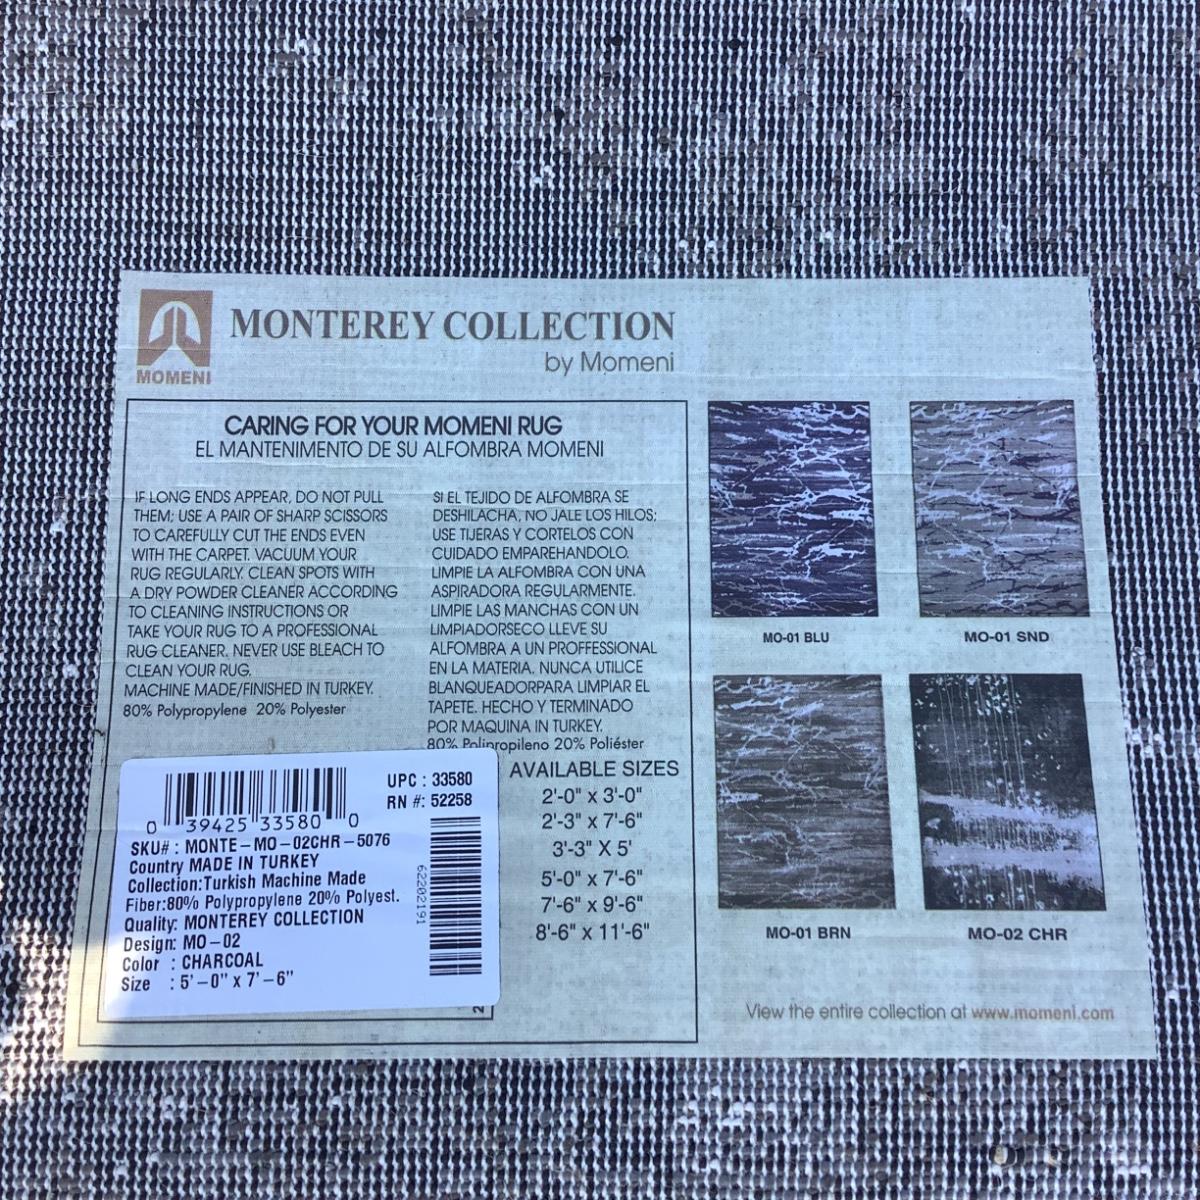 MOMENI
MONTEREY COLLECTION
by Momeni
CARING FOR YOUR MOMENI RUG
EL MANTENIMENTO DE SU ALFOMBRA MOMENI
IF LONG ENDS APPEAR, DO NOT PULL
THEM; USE A PAIR OF SHARP SCISSORS
TO CAREFULLY CUT THE ENDS EVEN
WITH THE CARPET. VACUUM YOUR
RUG REGULARLY. CLEAN SPOTS WITH
A DRY POWDER CLEANER ACCORDING
TO CLEANING INSTRUCTIONS OR
TAKE YOUR RUG TO A PROFESSIONAL
RUG CLEANER. NEVER USE BLEACH TO
CLEAN YOUR RUG.
MACHINE MADE/FINISHED IN TURKEY.
80% Polypropylene 20% Polyester
SI EL TEJIDO DE ALFOMBRA SE
DESHILACHA, NO JALE LOS HILOS;
USE TIJERAS Y CORTELOS CON
CUIDADO EMPAREHANDOLO.
LIMPIE LA ALFOMBRA CON UNA
ASPIRADORA REGULARMENTE.
LIMPIE LAS MANCHAS CON UN
LIMPIADORSECO LLEVE SU
ALFOMBRA A UN PROFFESSIONAL
EN LA MATERIA. NUNCA UTILICE
BLANQUEADORPARA LIMPIAR EL
TAPETE. HECHO Y TERMINADO
POR MAQUINA IN TURKEY.
80% Polipropileno 20% Poliéster
UPC : 33580
RN #: 52258
0 39425 33580 0
SKU# : MONTE-MO-02CHR-5076
Country MADE IN TURKEY
Collection:Turkish Machine Made
Fiber:80% Polypropylene 20% Polyest.
Quality: MONTEREY COLLECTION
Design: MO-02
Color : CHARCOAL
Size : 5'-0" x 7'-6"
62202191
2
AVAILABLE SIZES
2'-0" x 3'-0"
2'-3" x 7'-6"
3'-3" X 5'
5'-0" x 7'-6"
7'-6" x 9'-6"
8'-6" x 11'-6"
MO-01 BLU
MO-01 SND
MO-01 BRN
MO-02 CHR
View the entire collection at www.momeni.com